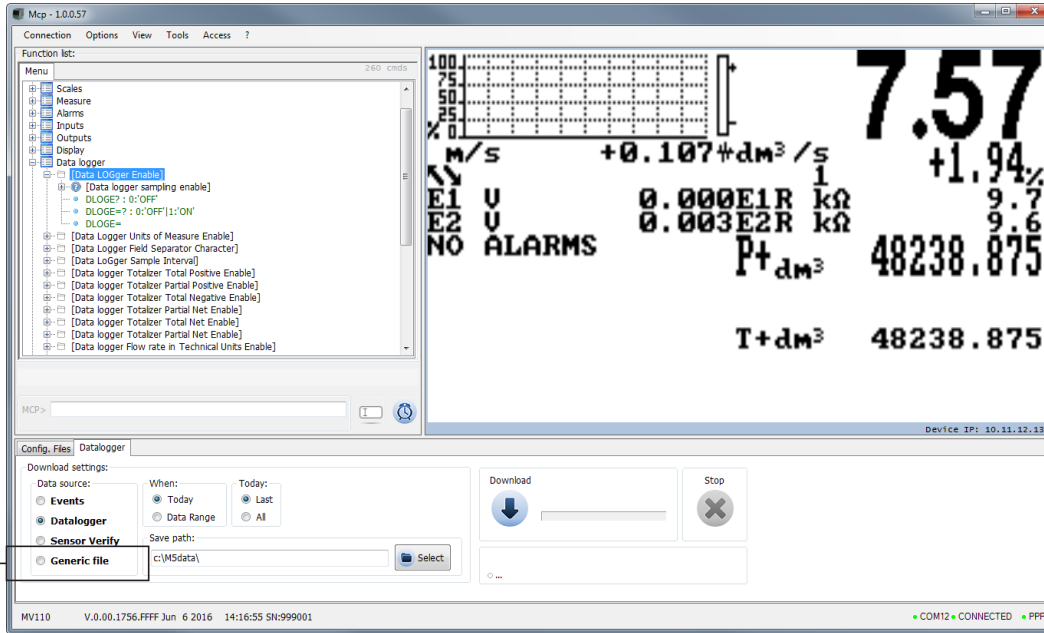 Mcp - 1.0.0.57
Connection Options View Tools Access ?
Function list:
Menu
260 cmds
Scales
Measure
Alarms
Inputs
Outputs
Display
Data logger
[Data LOGger Enable]
[Data logger sampling enable]
DLOGE? : 0:'OFF'
DLOGE=? : 0:'OFF'|1:'ON'
DLOGE=
[Data Logger Units of Measure Enable]
[Data Logger Field Separator Character]
[Data LoGger Sample Interval]
[Data logger Totalizer Total Positive Enable]
[Data logger Totalizer Partial Positive Enable]
[Data logger Totalizer Total Negative Enable]
[Data logger Totalizer Partial Net Enable]
[Data logger Totalizer Total Net Enable]
[Data logger Totalizer Partial Net Enable]
[Data logger Flow rate in Technical Units Enable]
MCP>
100
75
50
25
% 0
+
-
7.57
m/s +0.107 dm³/s +1.94%
1
E1 V 0.000 E1R kΩ 9.7
E2 V 0.003 E2R kΩ 9.6
NO ALARMS
P+ dm³ 48238.875
T+dm³ 48238.875
Device IP: 10.11.12.13
Config. Files Datalogger
Download settings:
Data source:
Events
Datalogger
Sensor Verify
Generic file
When:
Today
Data Range
Today:
Last
All
Save path:
c:\M5data\
Select
Download
Stop
...
MV110 V.0.00.1756.FFFF Jun 6 2016 14:16:55 SN:999001
COM12 CONNECTED PPP